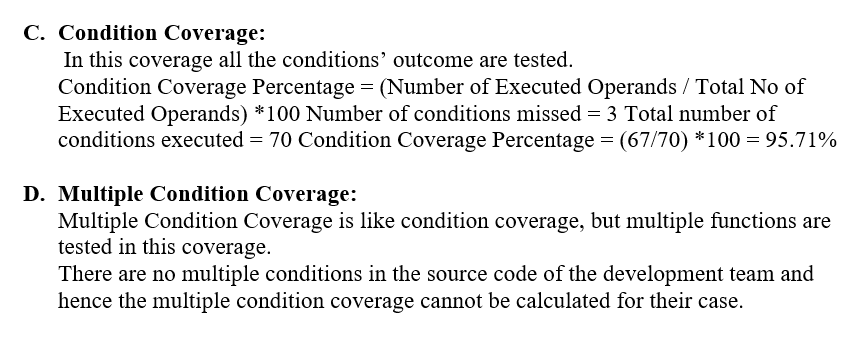 C. Condition Coverage:
In this coverage all the conditions’ outcome are tested.
Condition Coverage Percentage = (Number of Executed Operands / Total No of
Executed Operands) *100 Number of conditions missed = 3 Total number of
conditions executed = 70 Condition Coverage Percentage = (67/70) *100 = 95.71%
D. Multiple Condition Coverage:
Multiple Condition Coverage is like condition coverage, but multiple functions are
tested in this coverage.
There are no multiple conditions in the source code of the development team and
hence the multiple condition coverage cannot be calculated for their case.